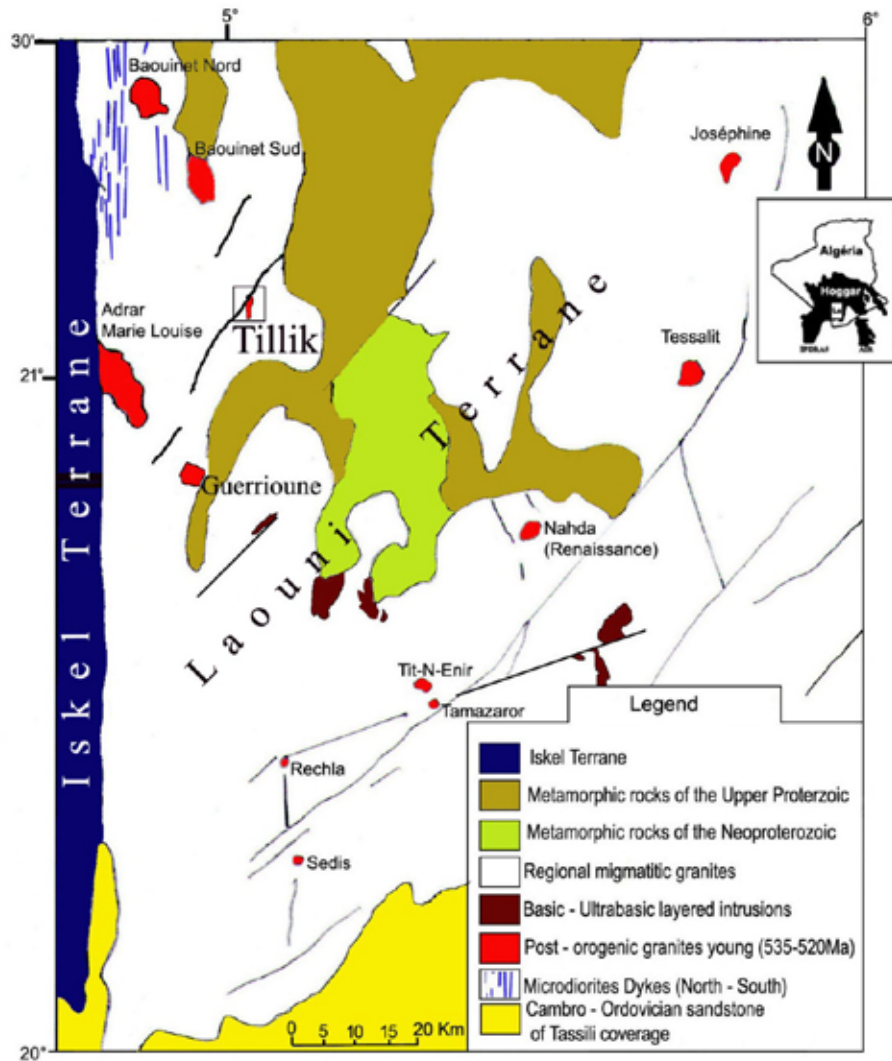 5°
6°
30'
Baouinet Nord
Joséphine
N
Baouinet Sud
Algéria
Hoggar
Adrar
Marie Louise
Tillik
Tessalit
21°
Guerrioune
Nahda
(Renaissance)
Laouni Terrane
Iskel Terrane
Tit-N-Enir
Tamazaror
Rechla
Sedis
Legend
Iskel Terrane
Metamorphic rocks of the Upper Proterzoic
Metamorphic rocks of the Neoproterozoic
Regional migmatitic granites
Basic - Ultrabasic layered intrusions
Post - orogenic granites young (535-520Ma)
Microdiorites Dykes (North - South)
Cambro - Ordovician sandstone
of Tassili coverage
0 5 10 15 20 Km
20°